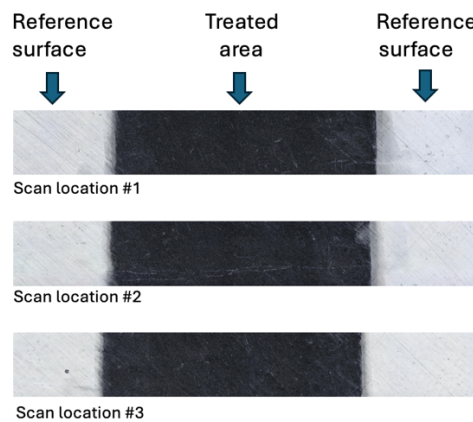 Reference
surface
Treated
area
Reference
surface
Scan location #1
Scan location #2
Scan location #3